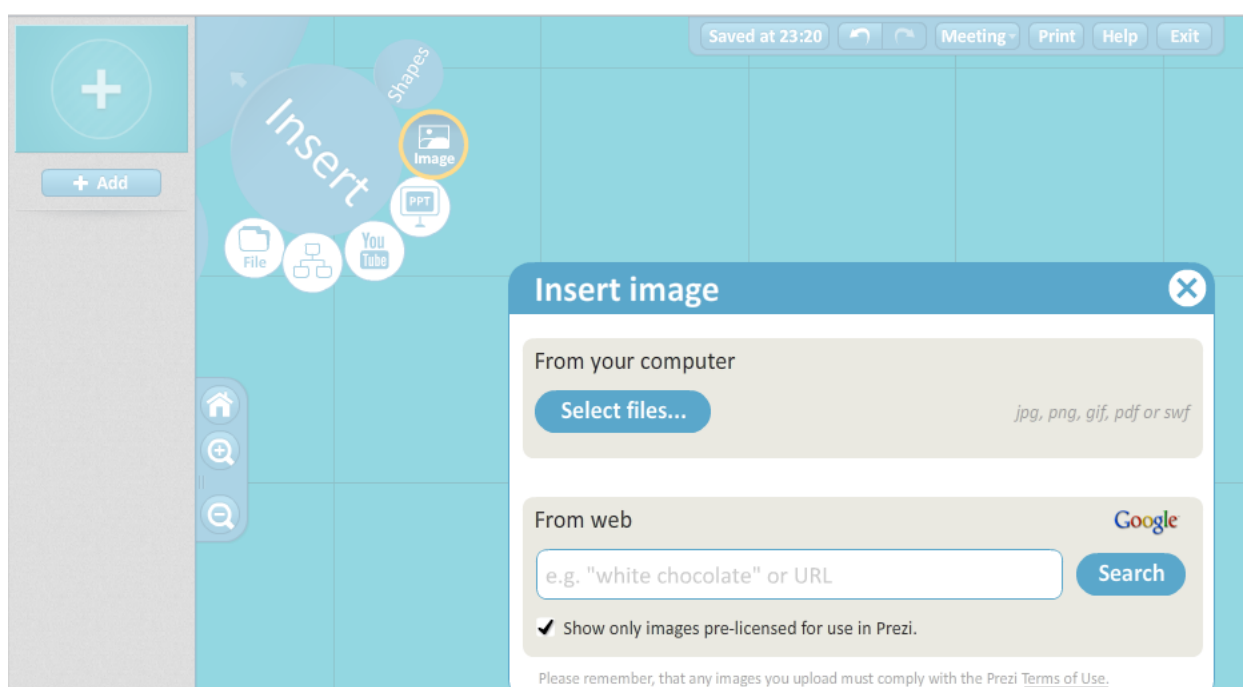 Saved at 23:20 Meeting Print Help Exit
Shapes
Insert
Image
PPT
You
Tube
File
+ Add
Insert image
From your computer
Select files...
jpg, png, gif, pdf or swf
From web
Google
e.g. "white chocolate" or URL
Search
Show only images pre-licensed for use in Prezi.
Please remember, that any images you upload must comply with the Prezi Terms of Use.